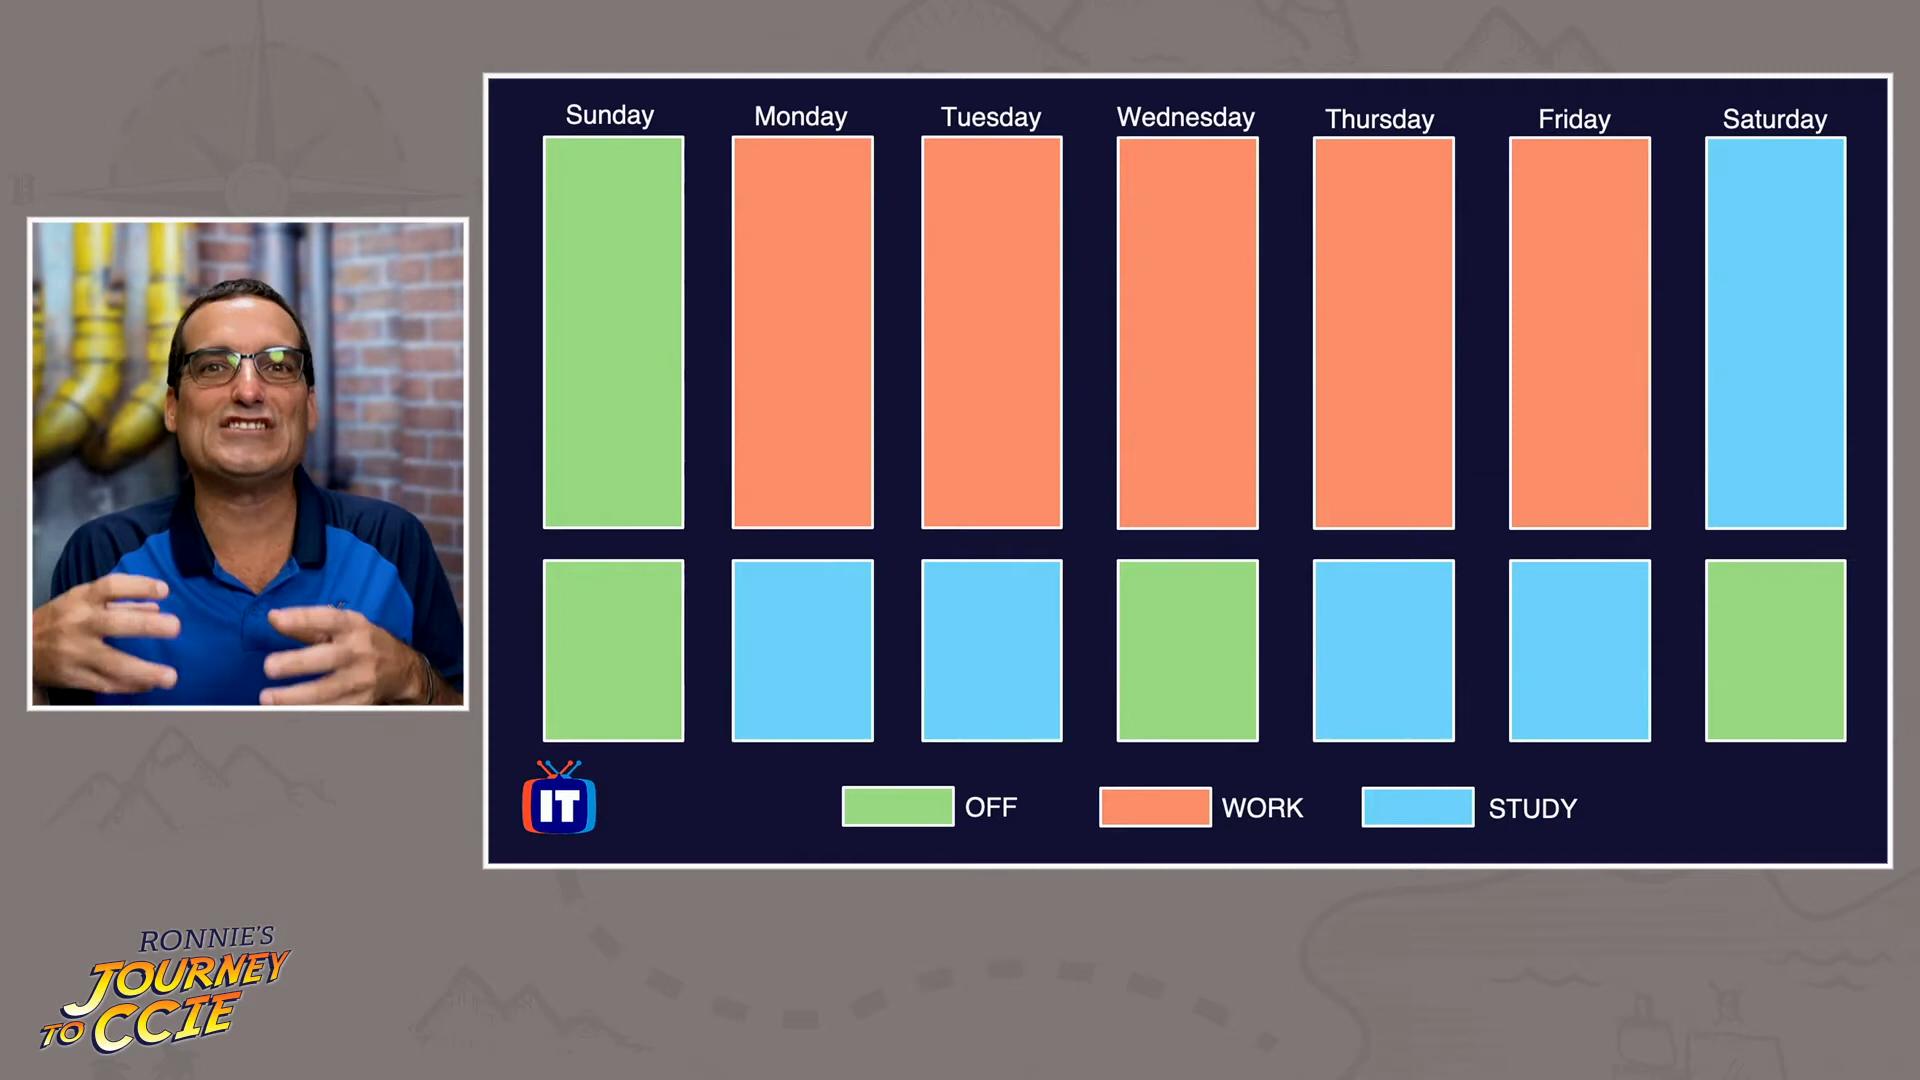 Sunday Monday Tuesday Wednesday Thursday Friday Saturday
IT OFF WORK STUDY
RONNIE'S
JOURNEY
TO CCIE